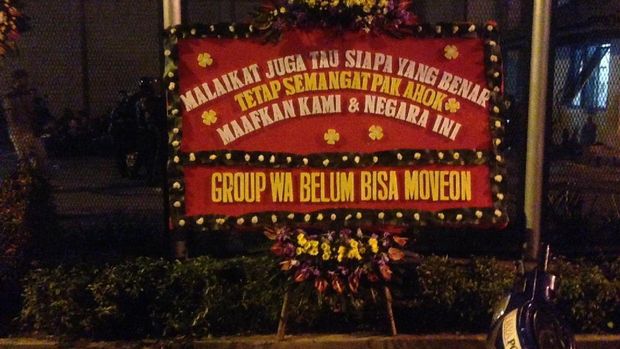 MALAIKAT JUGA TAU SIAPA YANG BENAR
TETAP SEMANGAT PAK AHOK
MAAFKAN KAMI & NEGARA INI
GROUP WA BELUM BISA MOVEON